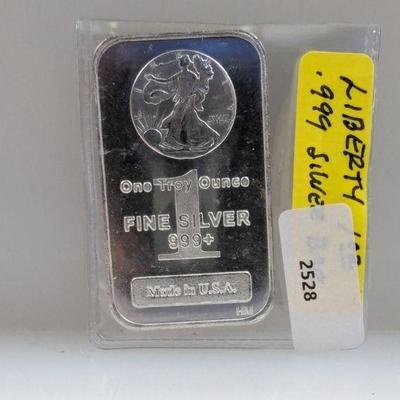 One Troy Ounce
1
FINE SILVER
999+
Made in U.S.A.
HM
LIBERTY
.999 SILVER
2528